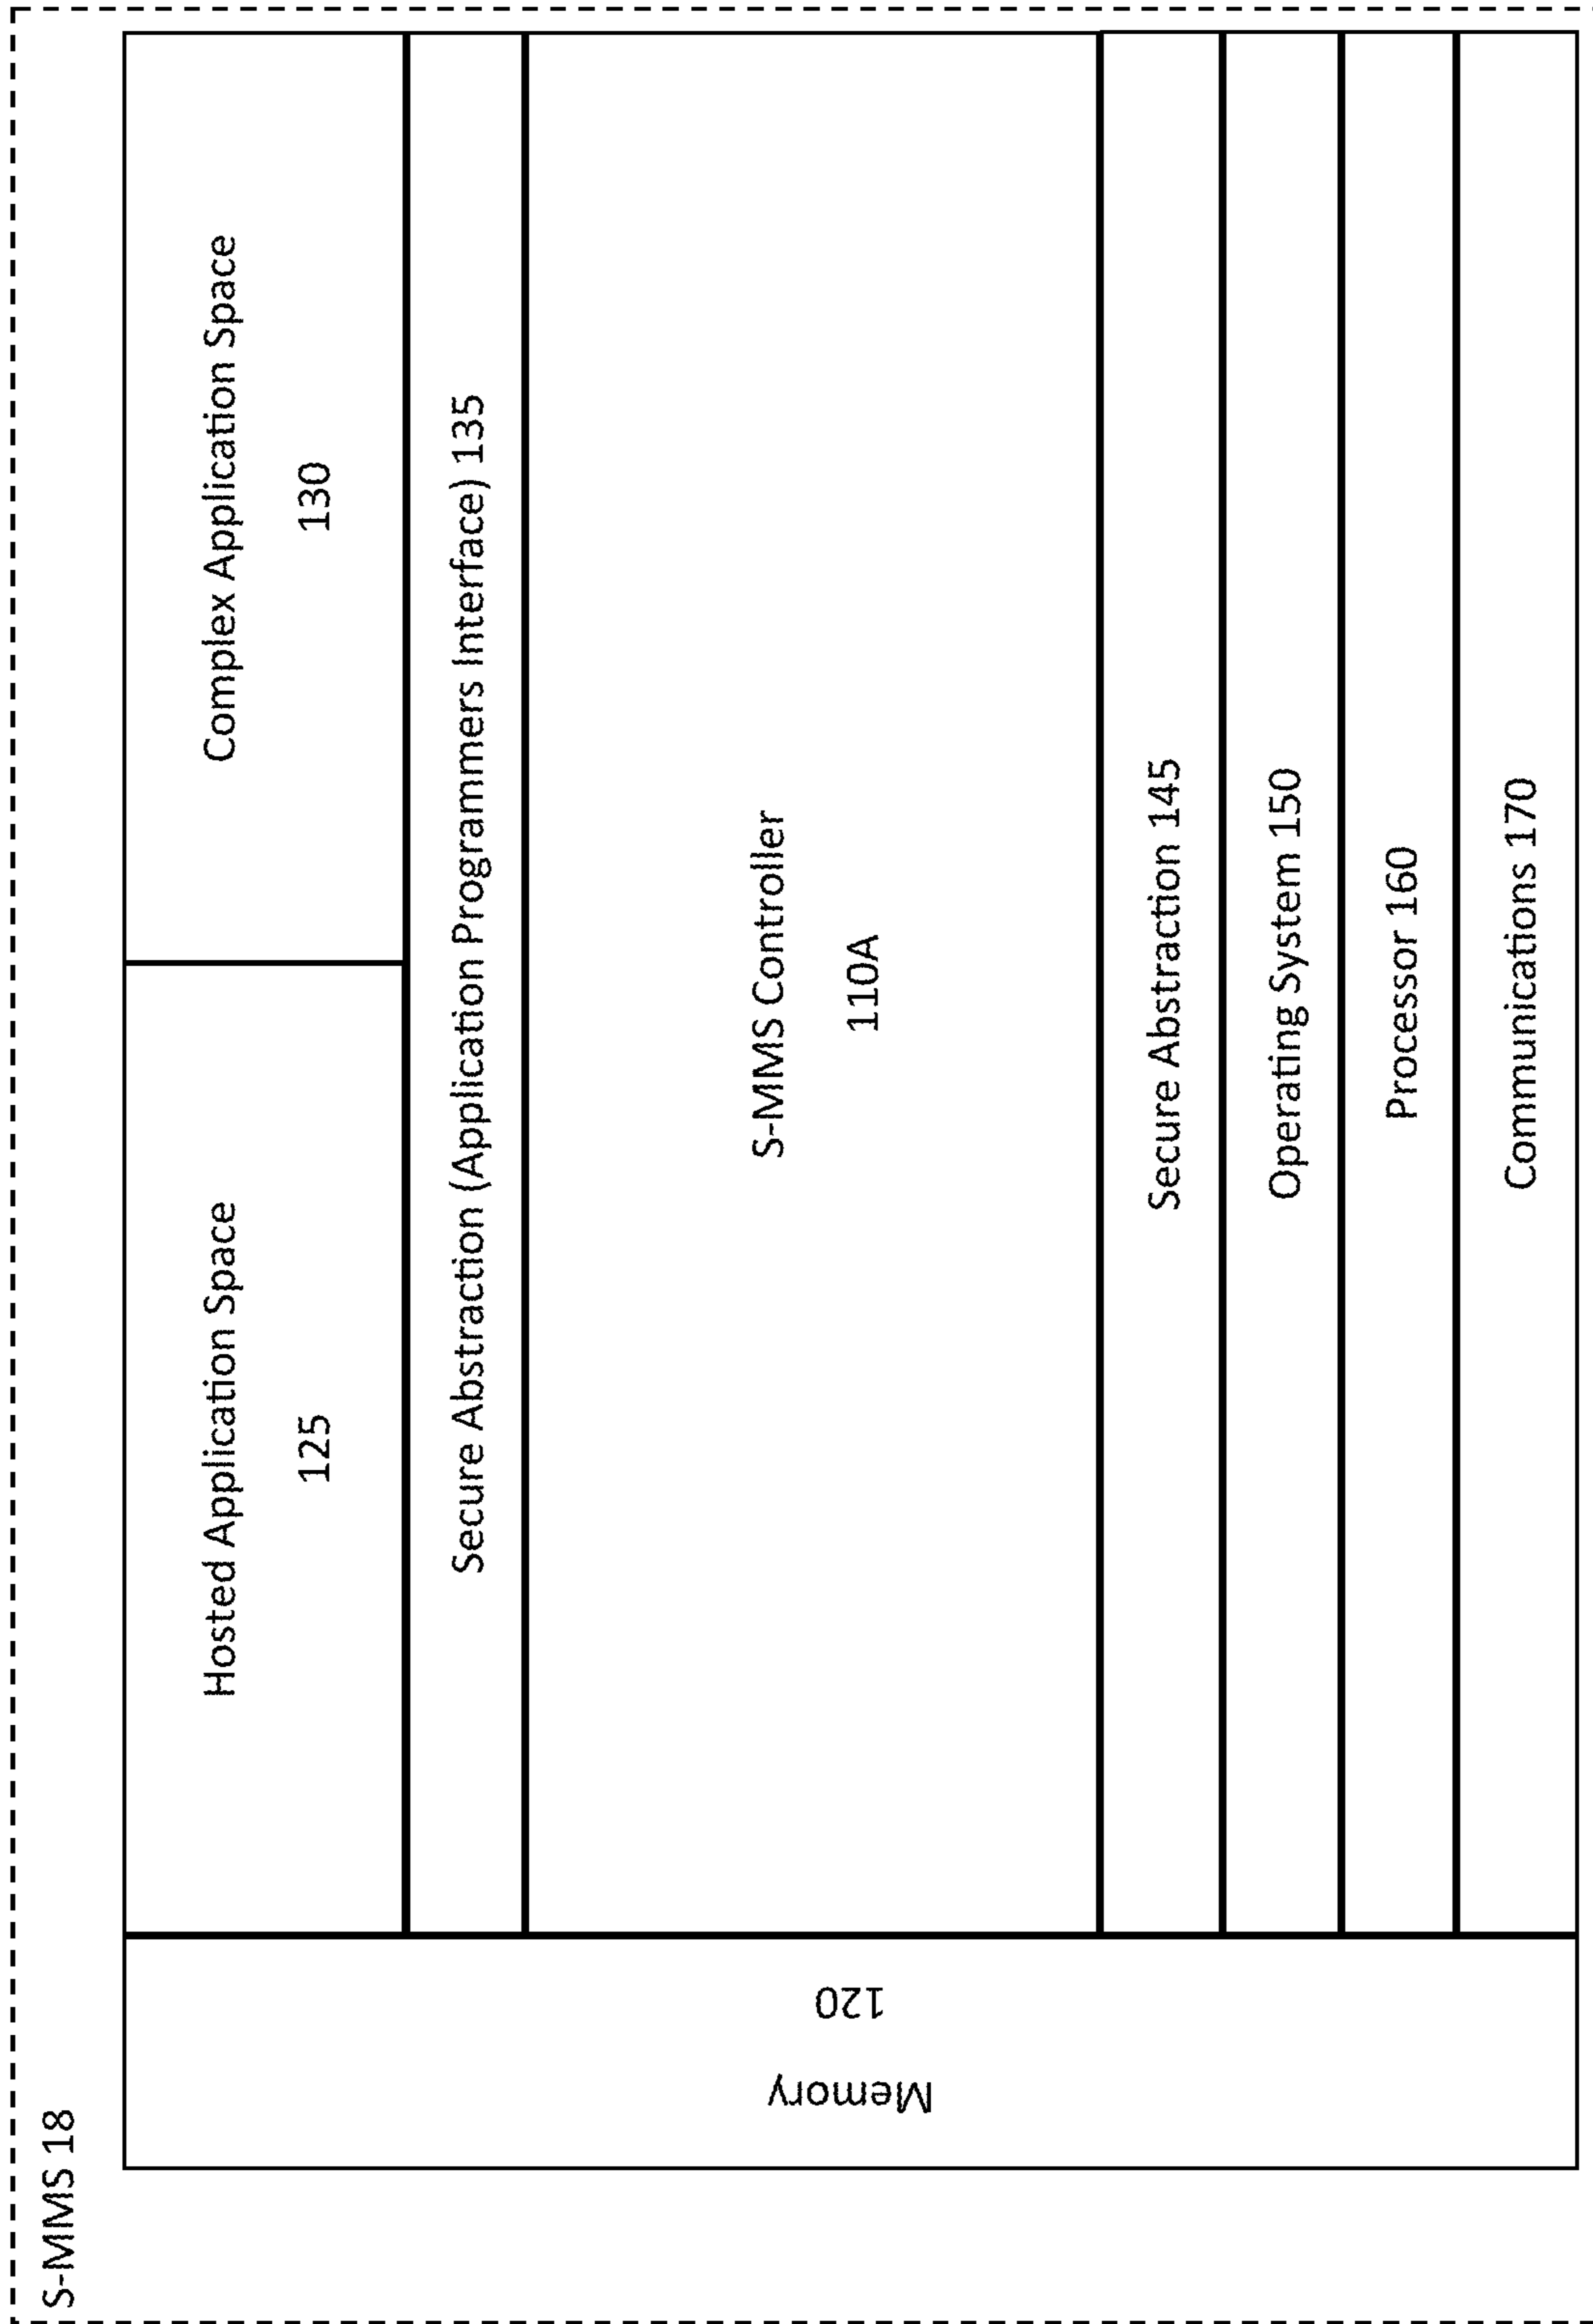 S-MMS 18
Memory
120
Hosted Application Space
125
Complex Application Space
130
Secure Abstraction (Application Programmers Interface) 135
S-MMS Controller
110A
Secure Abstraction 145
Operating System 150
Processor 160
Communications 170